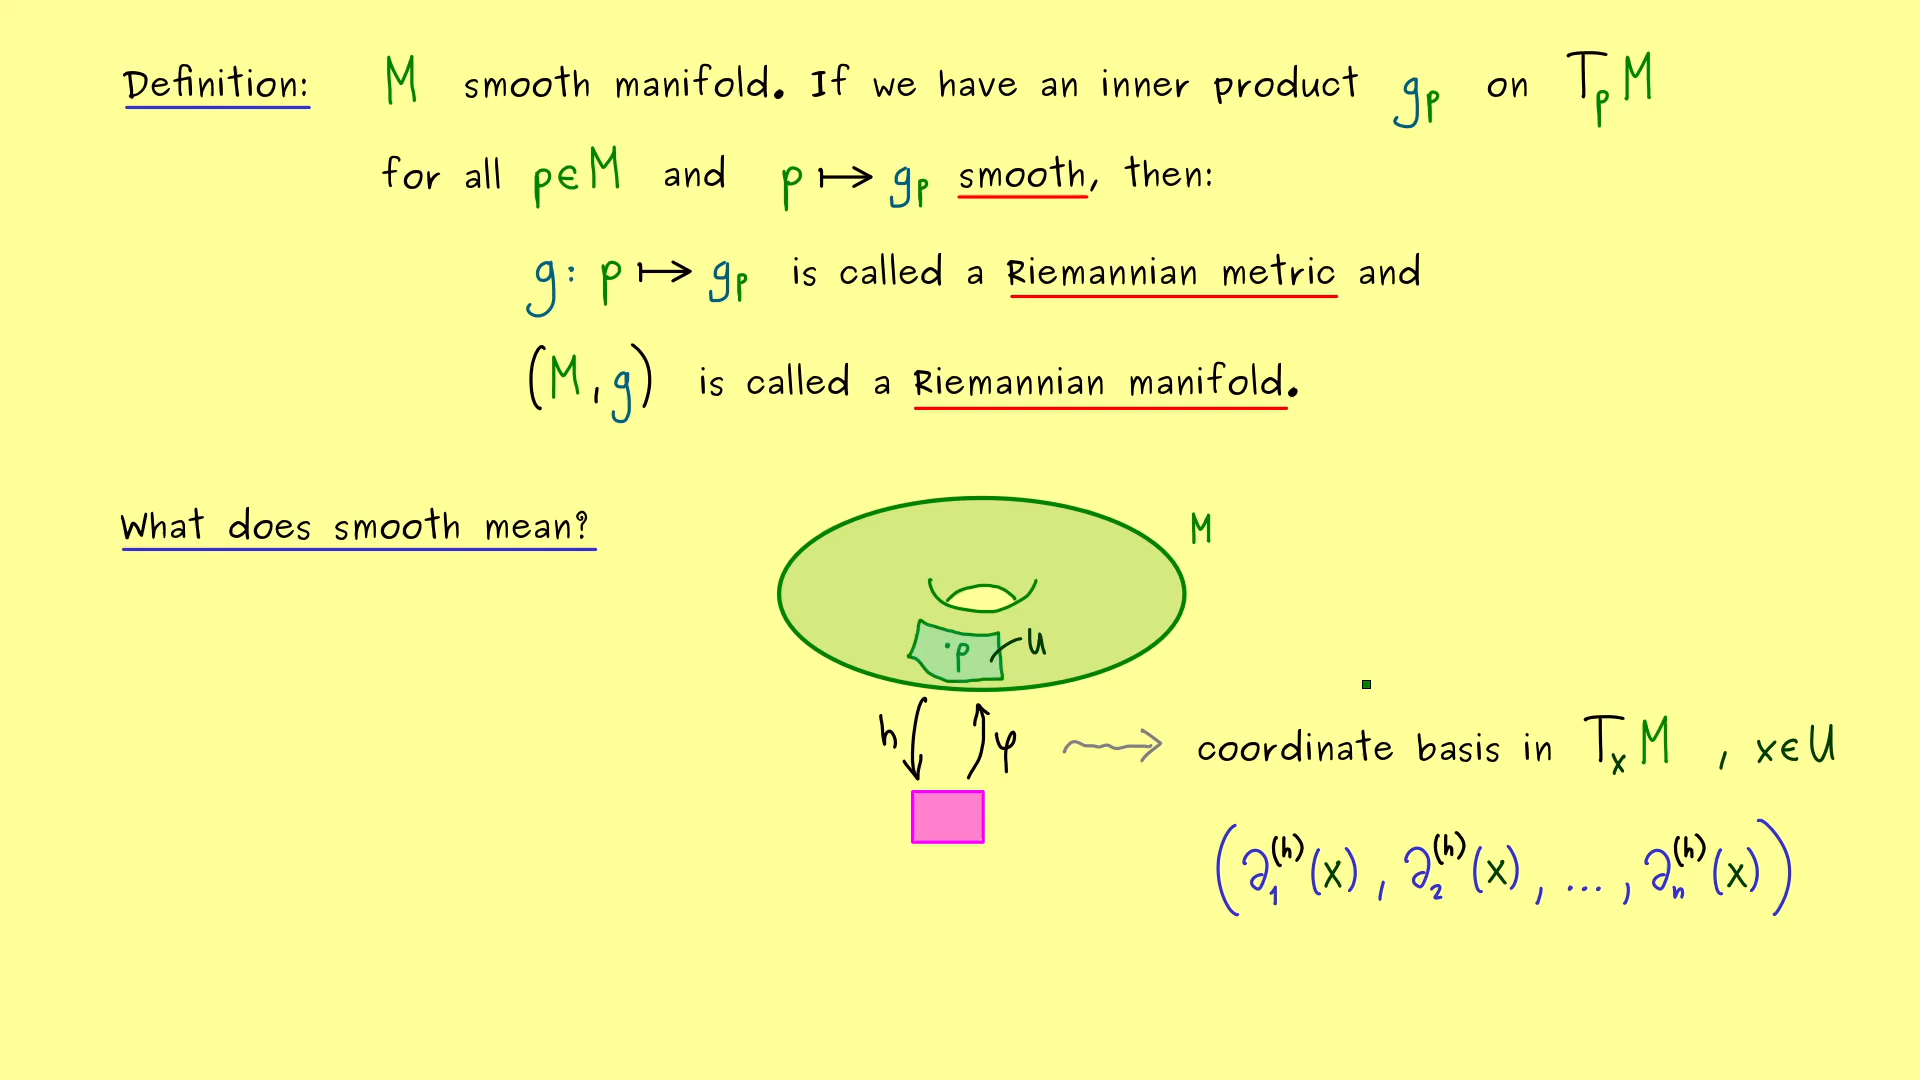 Definition: M smooth manifold. If we have an inner product gₚ on TₚM
for all p∈M and p ↦ gₚ smooth, then:
g: p ↦ gₚ is called a Riemannian metric and
(M, g) is called a Riemannian manifold.
What does smooth mean?
M
·p
U
h
φ
coordinate basis in TₓM , x∈U
(∂₁⁽ʰ⁾(x), ∂₂⁽ʰ⁾(x), ..., ∂ₙ⁽ʰ⁾(x))